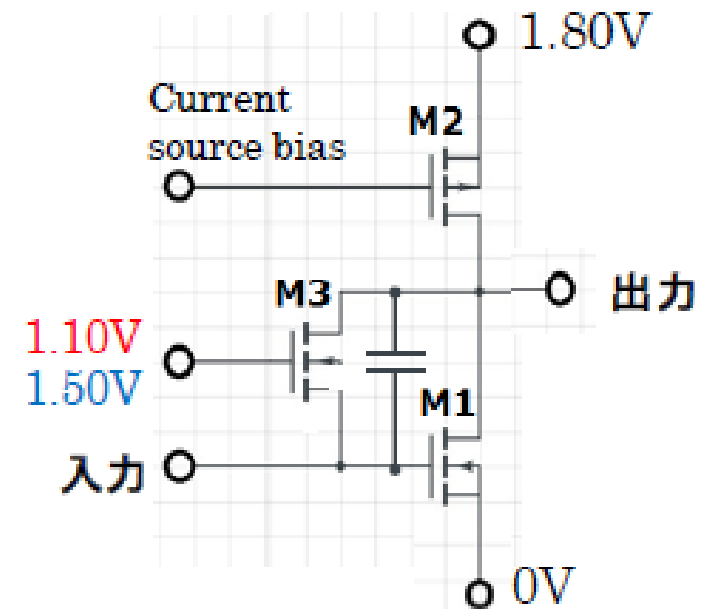 1.80V
Current
source bias
M2
M3
出力
1.10V
1.50V
M1
入力
0V